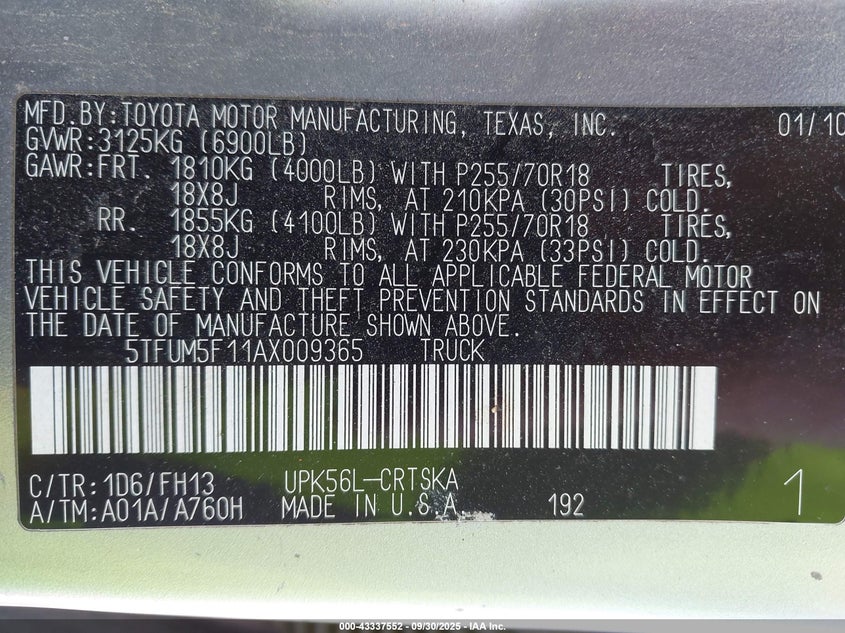 MFD.BY:TOYOTA MOTOR MANUFACTURING, TEXAS, INC. 01/10
GVWR:3125KG (6900LB)
GAWR:FRT. 1810KG (4000LB) WITH P255/70R18 TIRES,
18X8J RIMS, AT 210KPA (30PSI) COLD.
RR. 1855KG (4100LB) WITH P255/70R18 TIRES,
18X8J RIMS, AT 230KPA (33PSI) COLD.
THIS VEHICLE CONFORMS TO ALL APPLICABLE FEDERAL MOTOR
VEHICLE SAFETY AND THEFT PREVENTION STANDARDS IN EFFECT ON
THE DATE OF MANUFACTURE SHOWN ABOVE.
5TFUM5F11AX009365 TRUCK
C/TR:1D6/FH13 UPK56L-CRTSKA
A/TM:A01A/A760H MADE IN U.S.A. 192 1
000-43337552 - 09/30/2025 - IAA Inc.